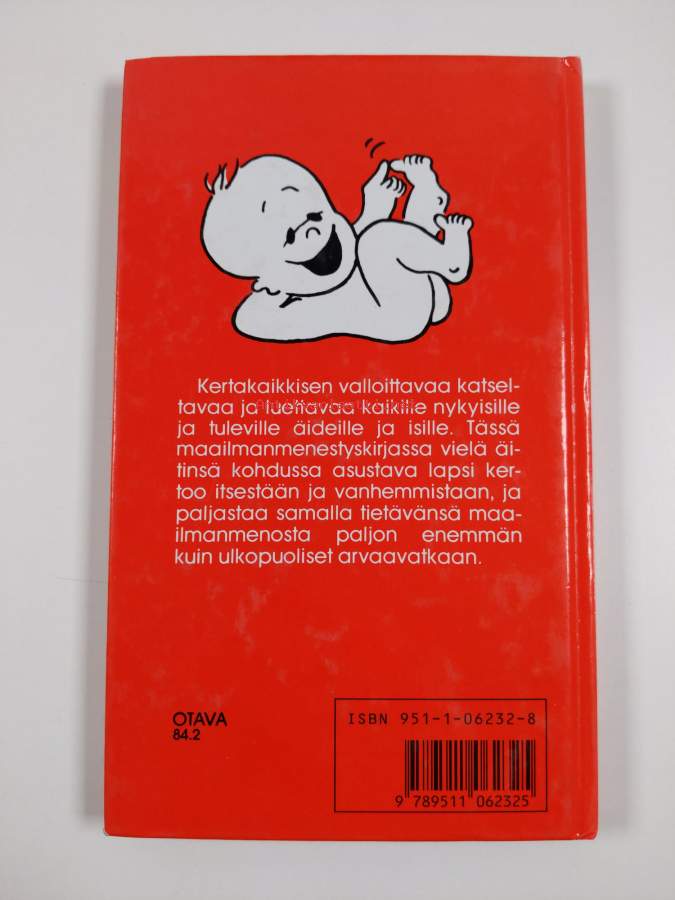 Kertakaikkisen valloittavaa katsel-
tavaa ja luettavaa kaikille nykyisille
ja tuleville äideille ja isille. Tässä
maailmanmenestyskirjassa vielä äi-
tinsä kohdussa asustava lapsi ker-
too itsestään ja vanhemmistaan, ja
paljastaa samalla tietävänsä maa-
ilmanmenosta paljon enemmän
kuin ulkopuoliset arvaavatkaan.
OTAVA
84.2
ISBN 951-1-06232-8
9 789511 062325